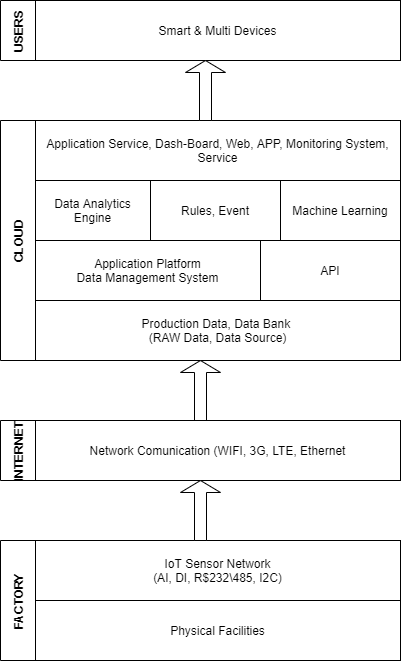 USERS
Smart & Multi Devices
CLOUD
Application Service, Dash-Board, Web, APP, Monitoring System,
Service
Data Analytics
Engine
Rules, Event
Machine Learning
Application Platform
Data Management System
API
Production Data, Data Bank
(RAW Data, Data Source)
INTERNET
Network Comunication (WIFI, 3G, LTE, Ethernet
FACTORY
IoT Sensor Network
(AI, DI, R$232\485, I2C)
Physical Facilities